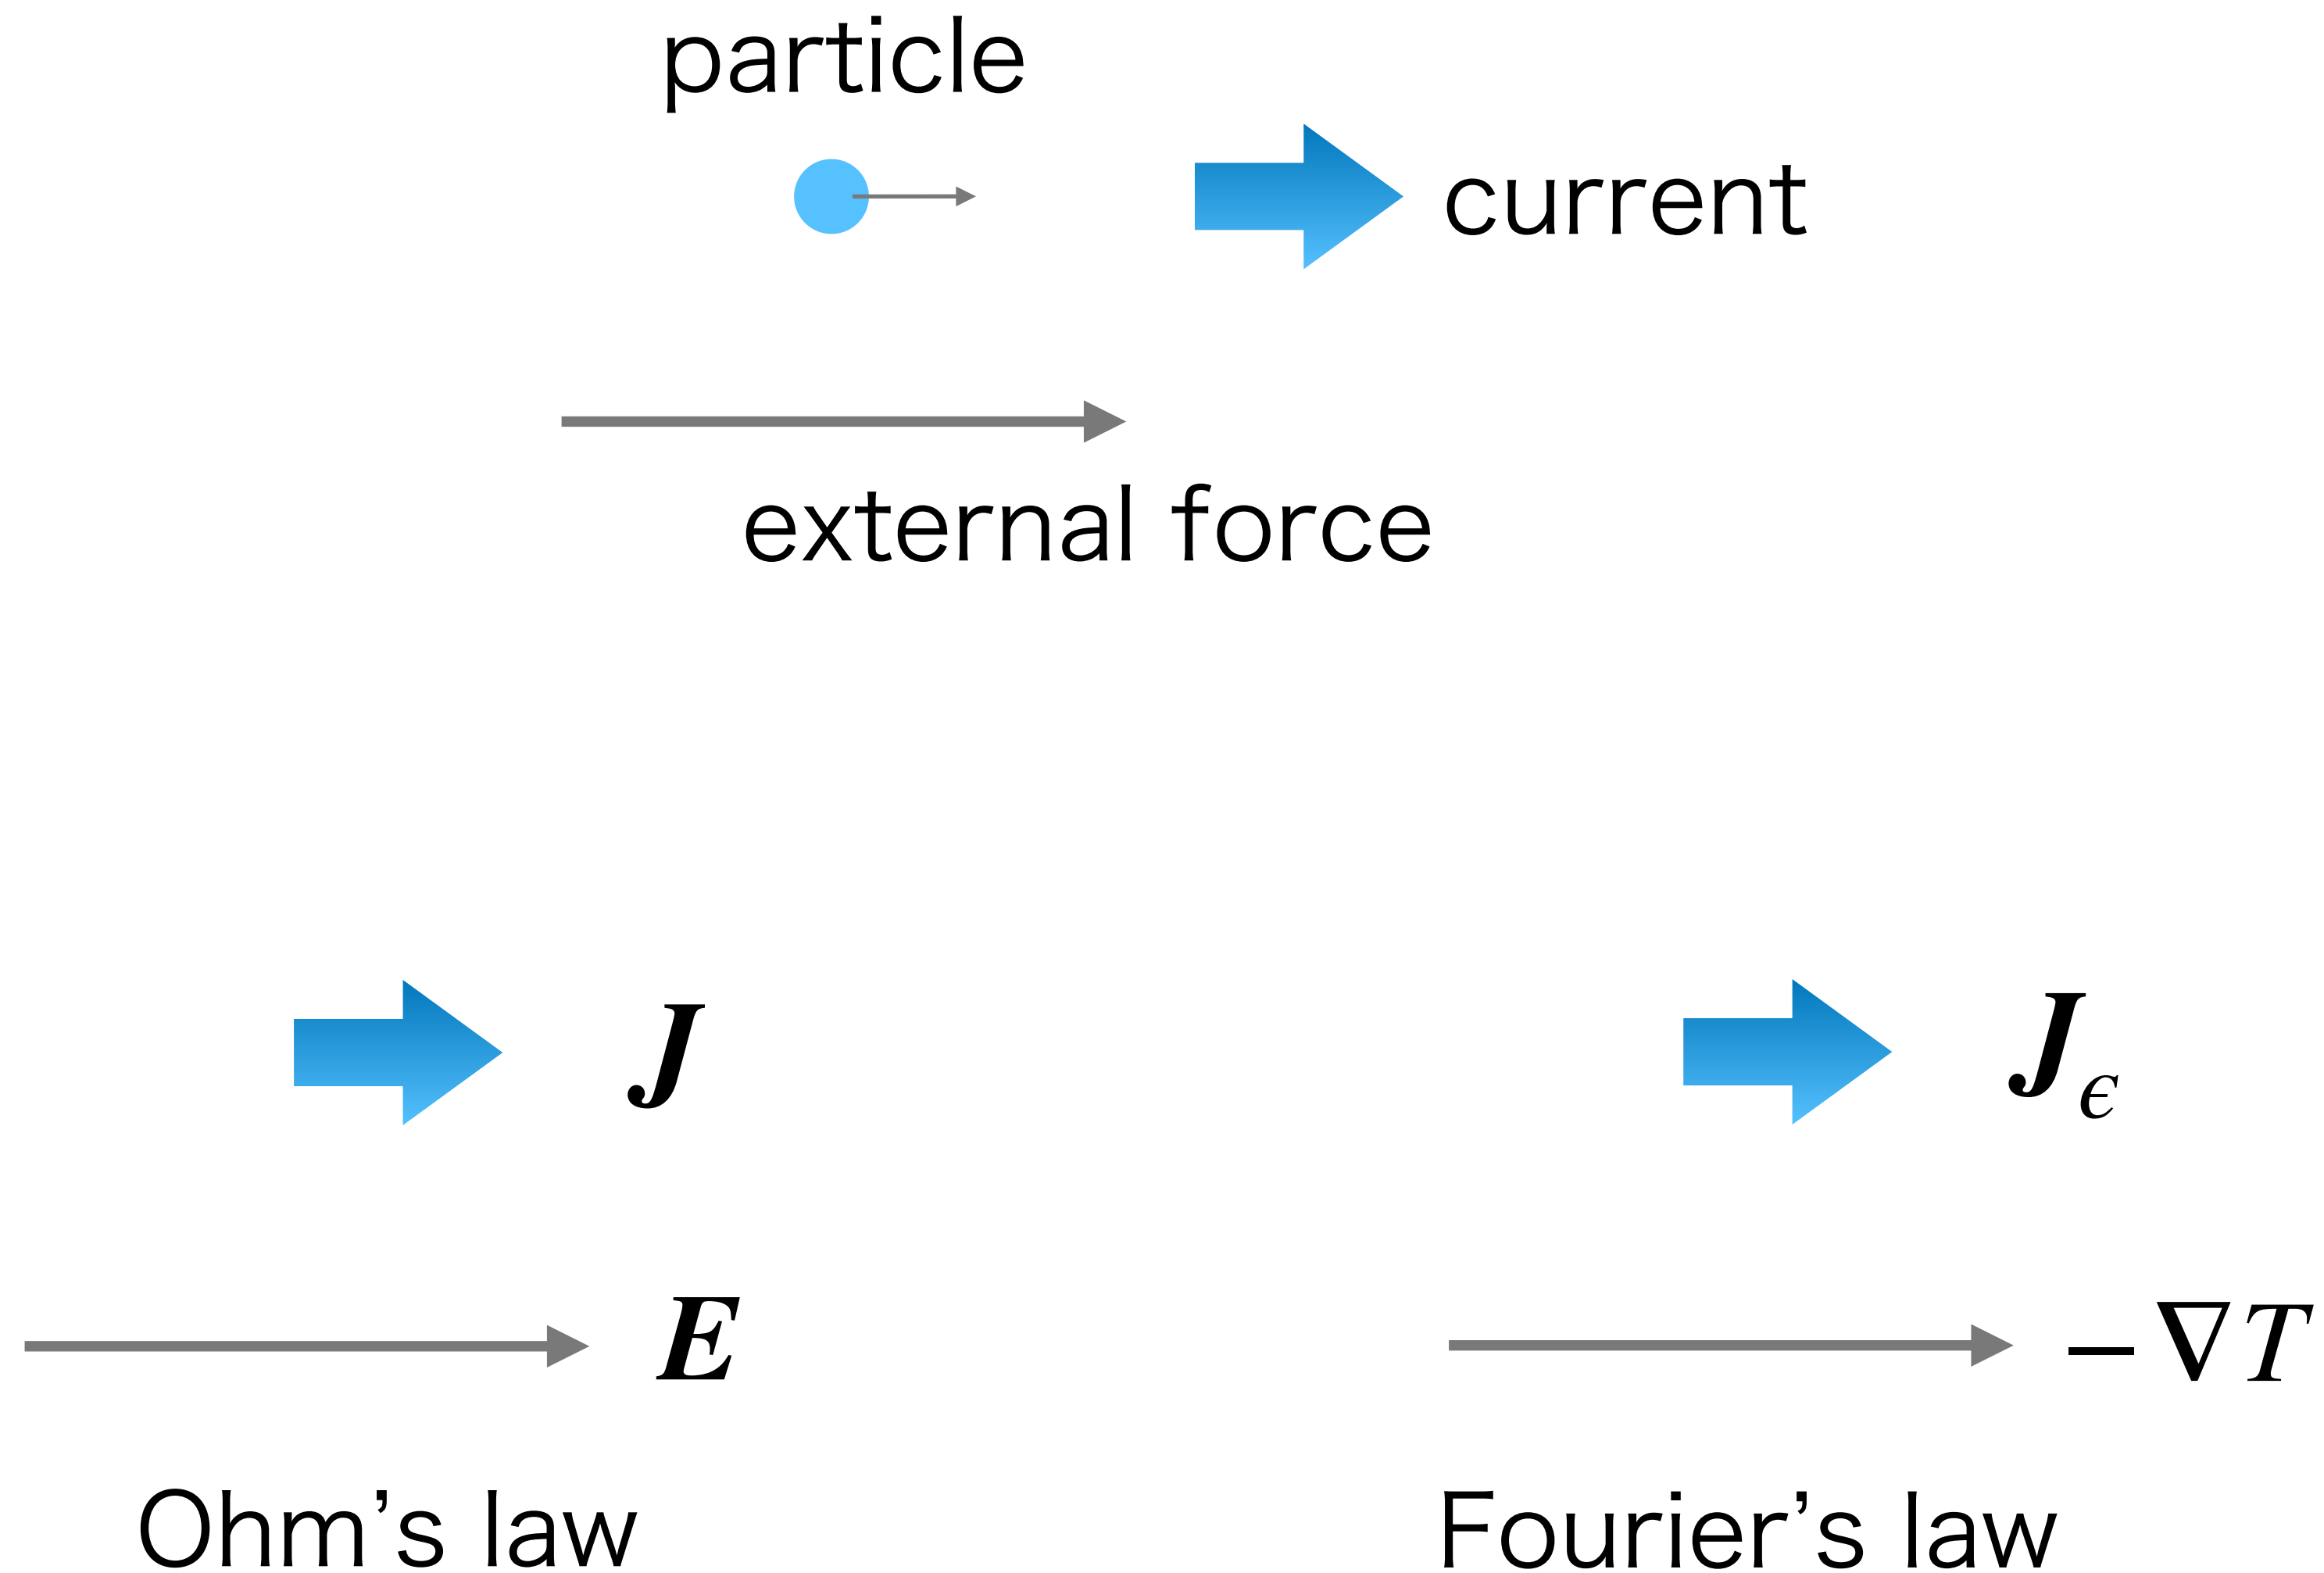 particle
current
external force
J
J_ϵ
E
−∇T
Ohm’s law
Fourier’s law